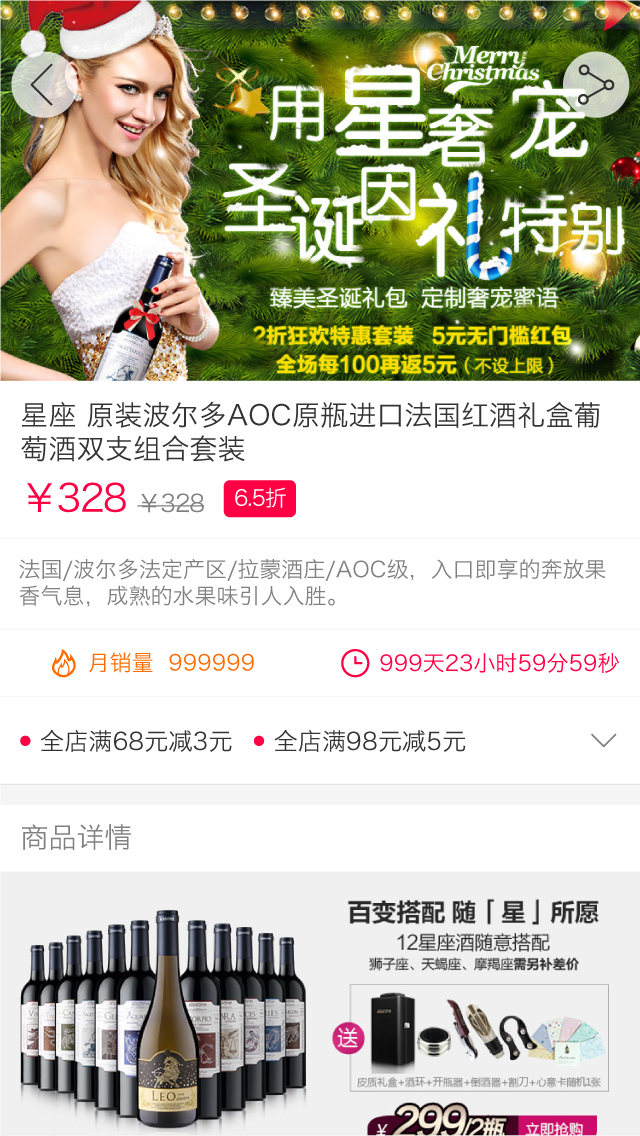 Merry
Christmas
用星奢宠
圣诞因礼特别
臻美圣诞礼包 定制奢宠蜜语
2折狂欢特惠套装 5元无门槛红包
全场每100再返5元（不设上限）
星座 原装波尔多AOC原瓶进口法国红酒礼盒葡
萄酒双支组合套装
￥328 ￥328 6.5折
法国/波尔多法定产区/拉蒙酒庄/AOC级，入口即享的奔放果
香气息，成熟的水果味引人入胜。
月销量 999999
999天23小时59分59秒
全店满68元减3元 全店满98元减5元
商品详情
百变搭配 随「星」所愿
12星座酒随意搭配
狮子座、天蝎座、摩羯座需另补差价
送
皮质礼盒+酒环+开瓶器+倒酒器+割刀+心意卡随机1张
LEO
￥299/2瓶 立即抢购